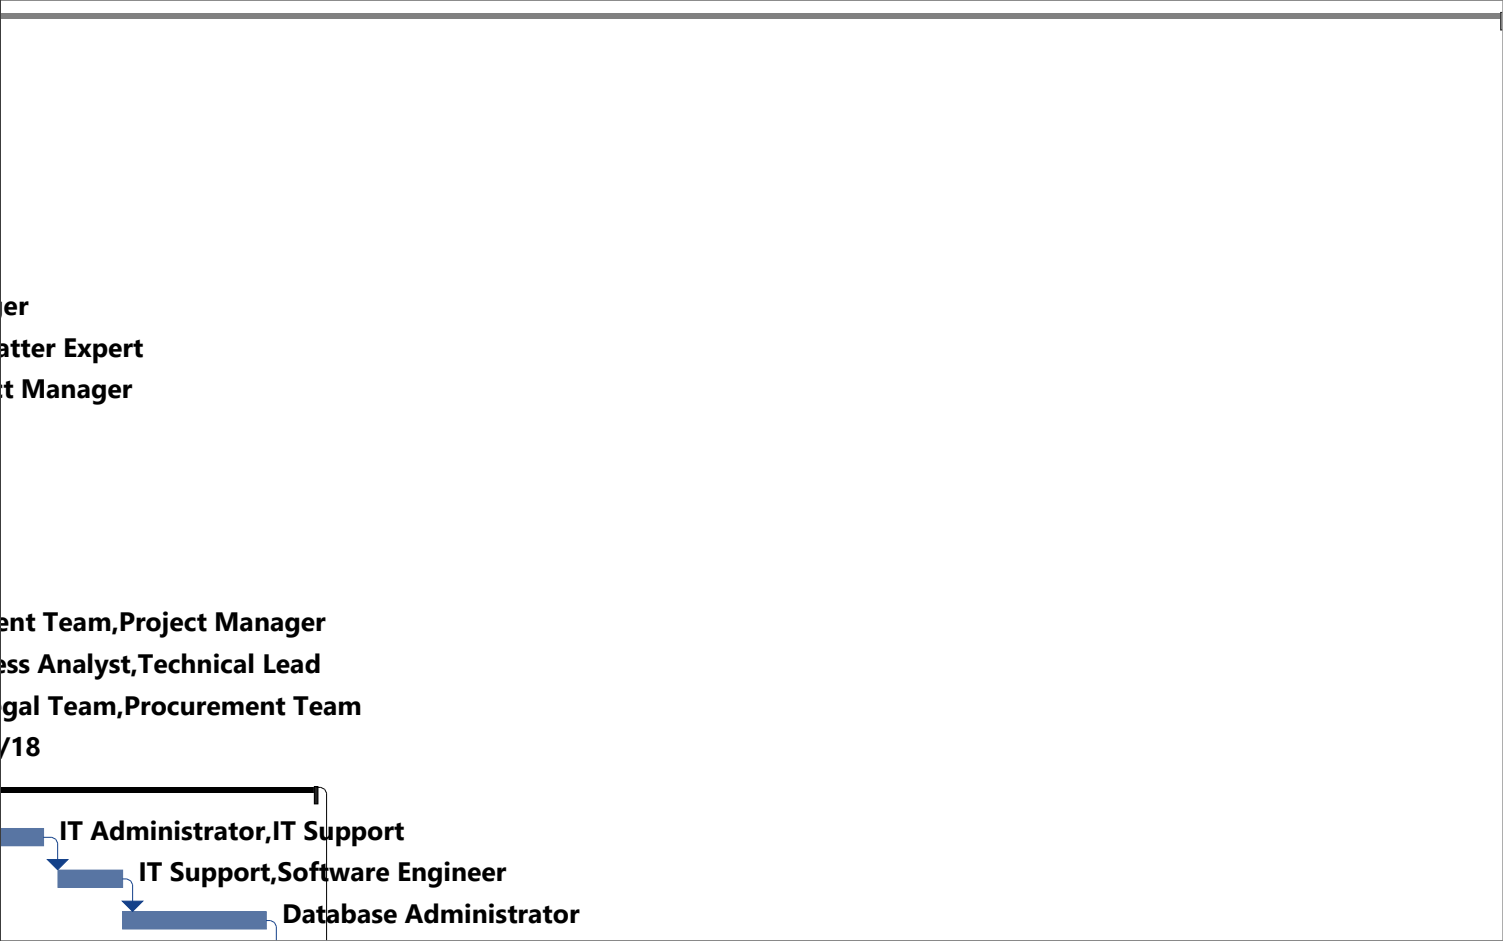 er
atter Expert
t Manager
ent Team,Project Manager
ess Analyst,Technical Lead
gal Team,Procurement Team
/18
IT Administrator,IT Support
IT Support,Software Engineer
Database Administrator